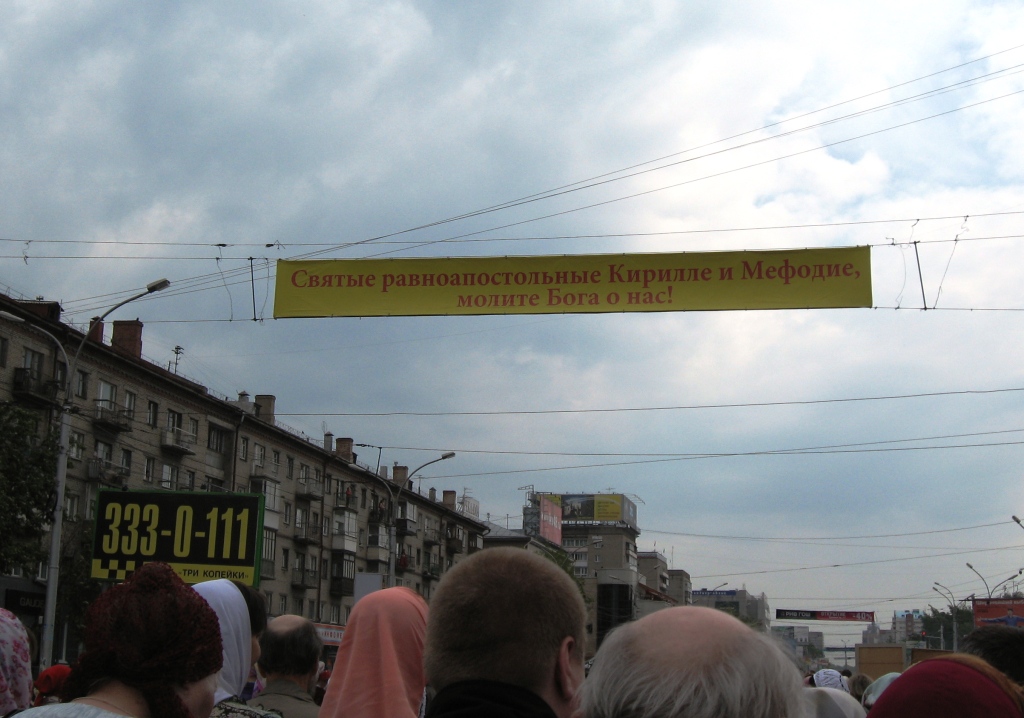 Святые равноапостольные Кирилле и Мефодие,
молите Бога о нас!
333-0-111
-ТРИ КОПЕЙКИ-